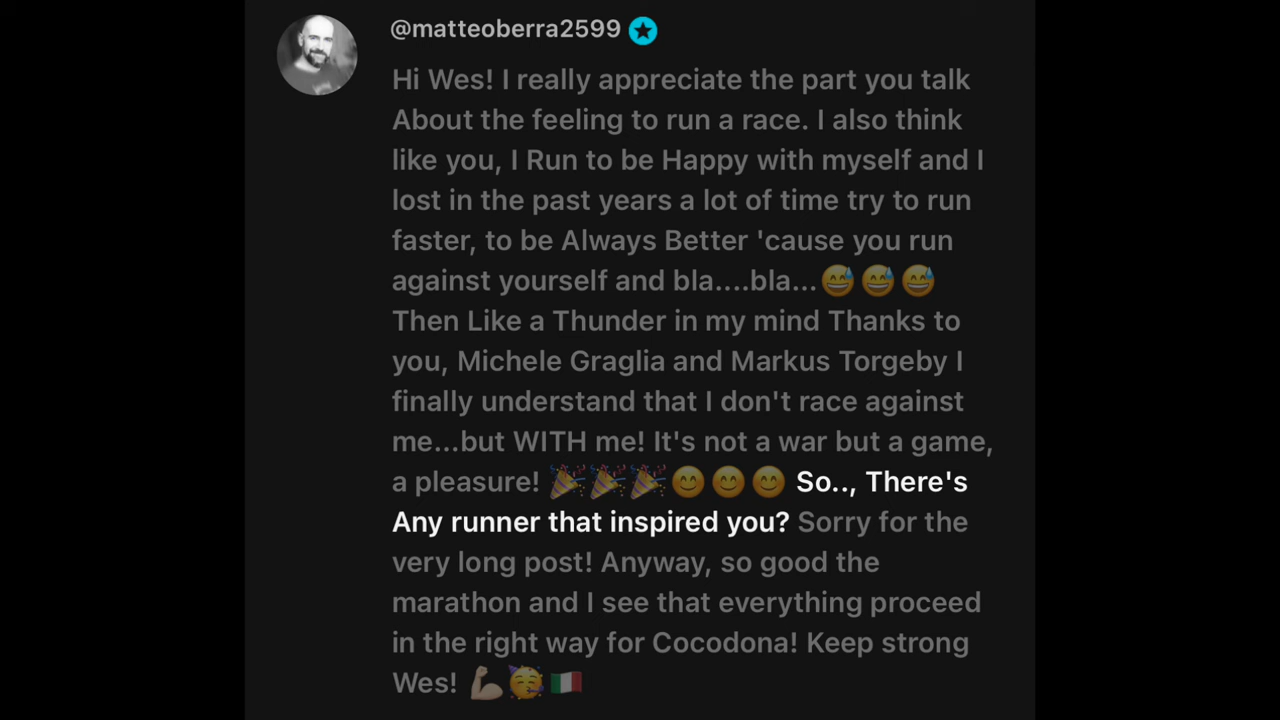 @matteoberra2599
Hi Wes! I really appreciate the part you talk
About the feeling to run a race. I also think
like you, I Run to be Happy with myself and I
lost in the past years a lot of time try to run
faster, to be Always Better 'cause you run
against yourself and bla....bla...😅😅😅
Then Like a Thunder in my mind Thanks to
you, Michele Graglia and Markus Torgeby I
finally understand that I don't race against
me...but WITH me! It's not a war but a game,
a pleasure! 🎉🎉🎉😊😊😊 So.., There's
Any runner that inspired you? Sorry for the
very long post! Anyway, so good the
marathon and I see that everything proceed
in the right way for Cocodona! Keep strong
Wes! 💪🏼🥳🇮🇹